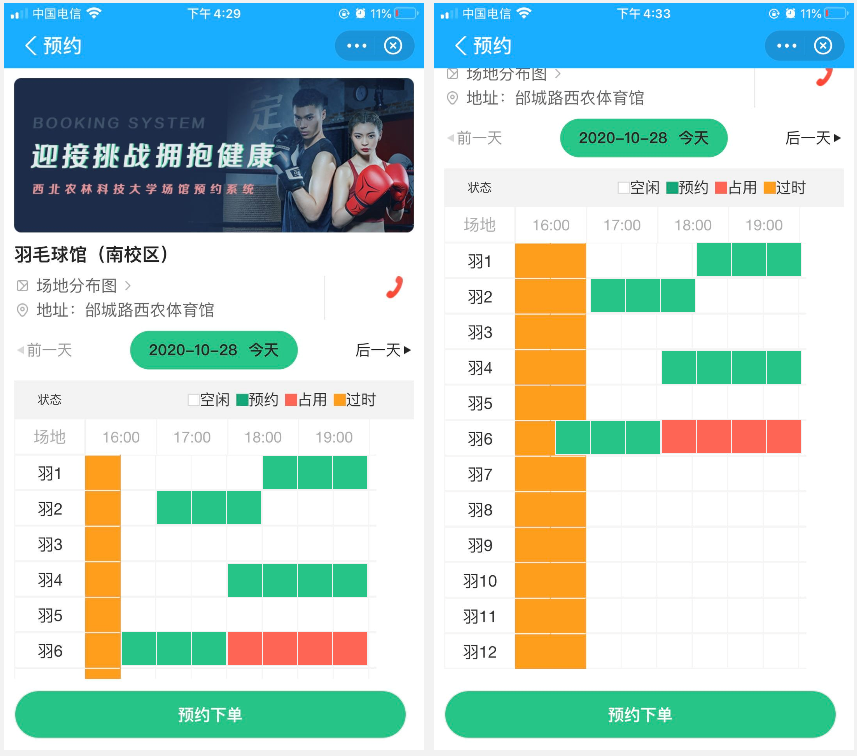 中国电信 下午 4:29 11%
预约
定
BOOKING SYSTEM
迎接挑战拥抱健康
西北农林科技大学场馆预约系统
羽毛球馆（南校区）
场地分布图
地址：邰城路西农体育馆
前一天 2020-10-28 今天 后一天
状态 空闲 预约 占用 过时
场地 16:00 17:00 18:00 19:00
羽1
羽2
羽3
羽4
羽5
羽6
预约下单
中国电信 下午 4:33 11%
预约
场地分布图
地址：邰城路西农体育馆
前一天 2020-10-28 今天 后一天
状态 空闲 预约 占用 过时
场地 16:00 17:00 18:00 19:00
羽1
羽2
羽3
羽4
羽5
羽6
羽7
羽8
羽9
羽10
羽11
羽12
预约下单